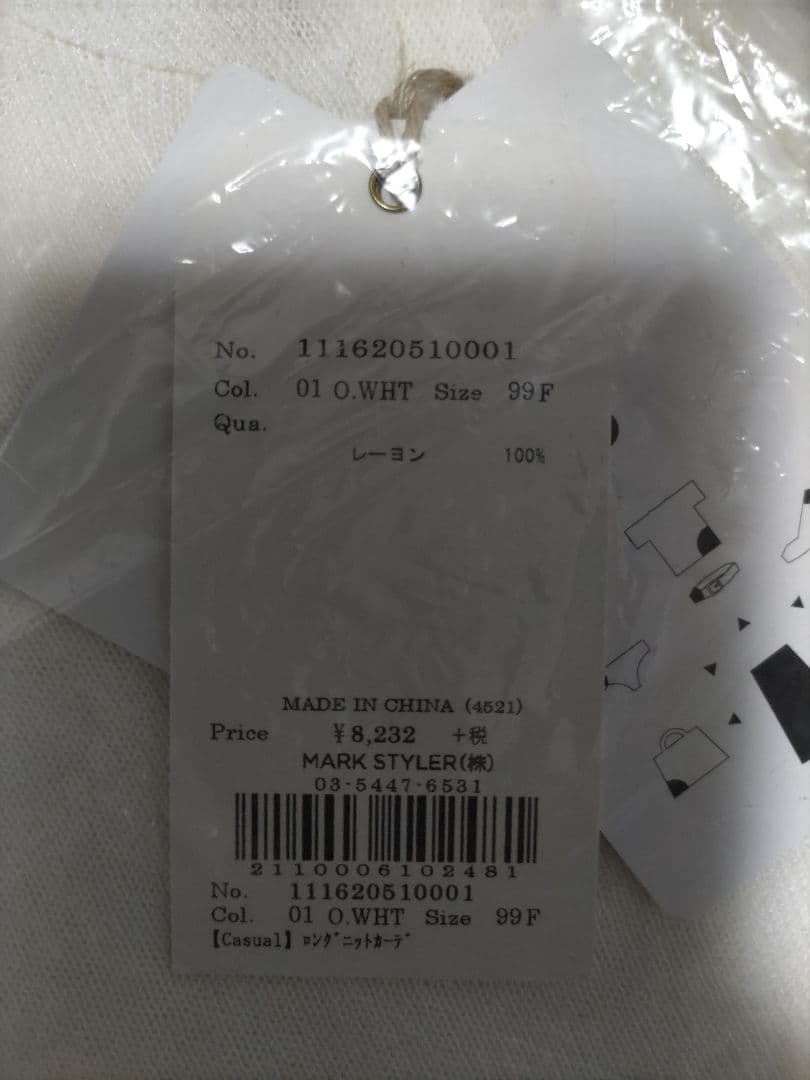 No. 111620510001
Col. 01 O.WHT Size 99F
Qua.
レーヨン 100%
MADE IN CHINA (4521)
Price ¥8,232 +税
MARK STYLER(株)
03-5447-6531
2110006102481
No. 111620510001
Col. 01 O.WHT Size 99F
【Casual】ﾛﾝｸﾞﾆｯﾄｶｰﾃﾞ